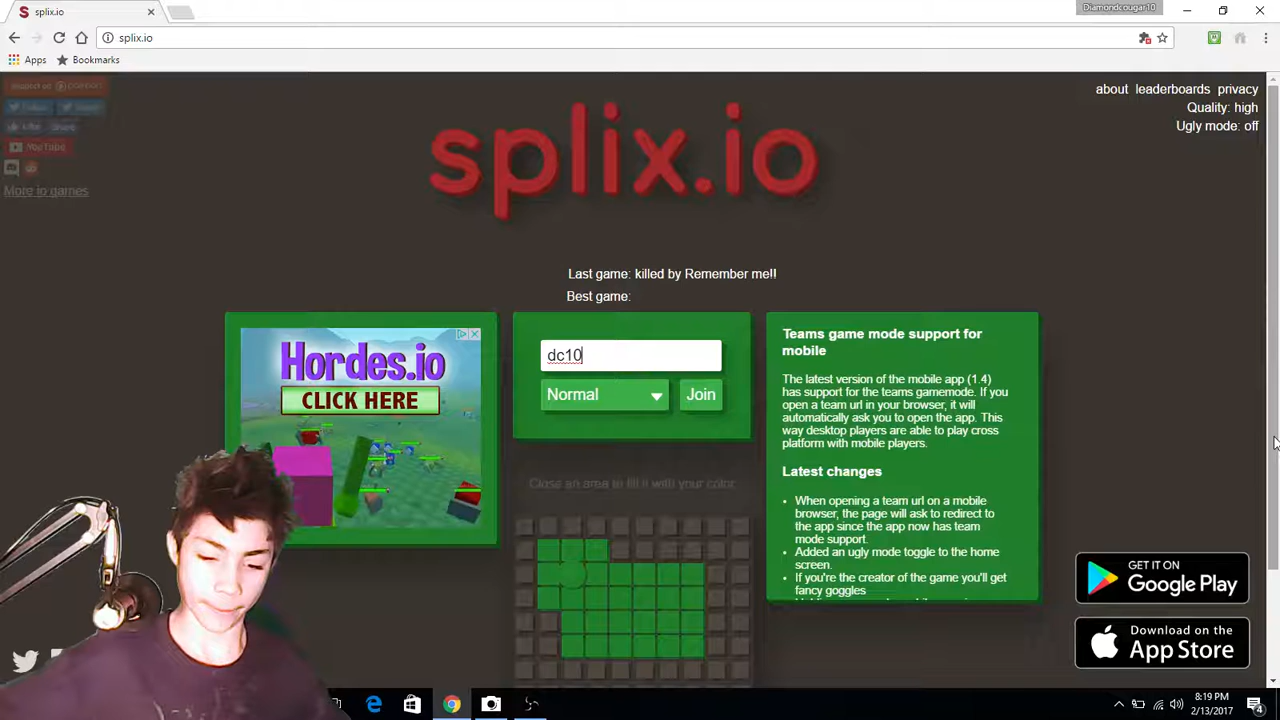 splix.io
Diamondcougar10
splix.io
Apps
Bookmarks
about leaderboards privacy
Quality: high
Ugly mode: off
YouTube
More io games
splix.io
Last game: killed by Remember me!!
Best game:
Hordes.io
CLICK HERE
dc10
Normal
Join
Close an area to fill it with your color.
Teams game mode support for
mobile
The latest version of the mobile app (1.4)
has support for the teams gamemode. If you
open a team url in your browser, it will
automatically ask you to open the app. This
way desktop players are able to play cross
platform with mobile players.
Latest changes
When opening a team url on a mobile
browser, the page will ask to redirect to
the app since the app now has team
mode support.
Added an ugly mode toggle to the home
screen.
If you're the creator of the game you'll get
fancy goggles
GET IT ON
Google Play
Download on the
App Store
8:19 PM
2/13/2017
4